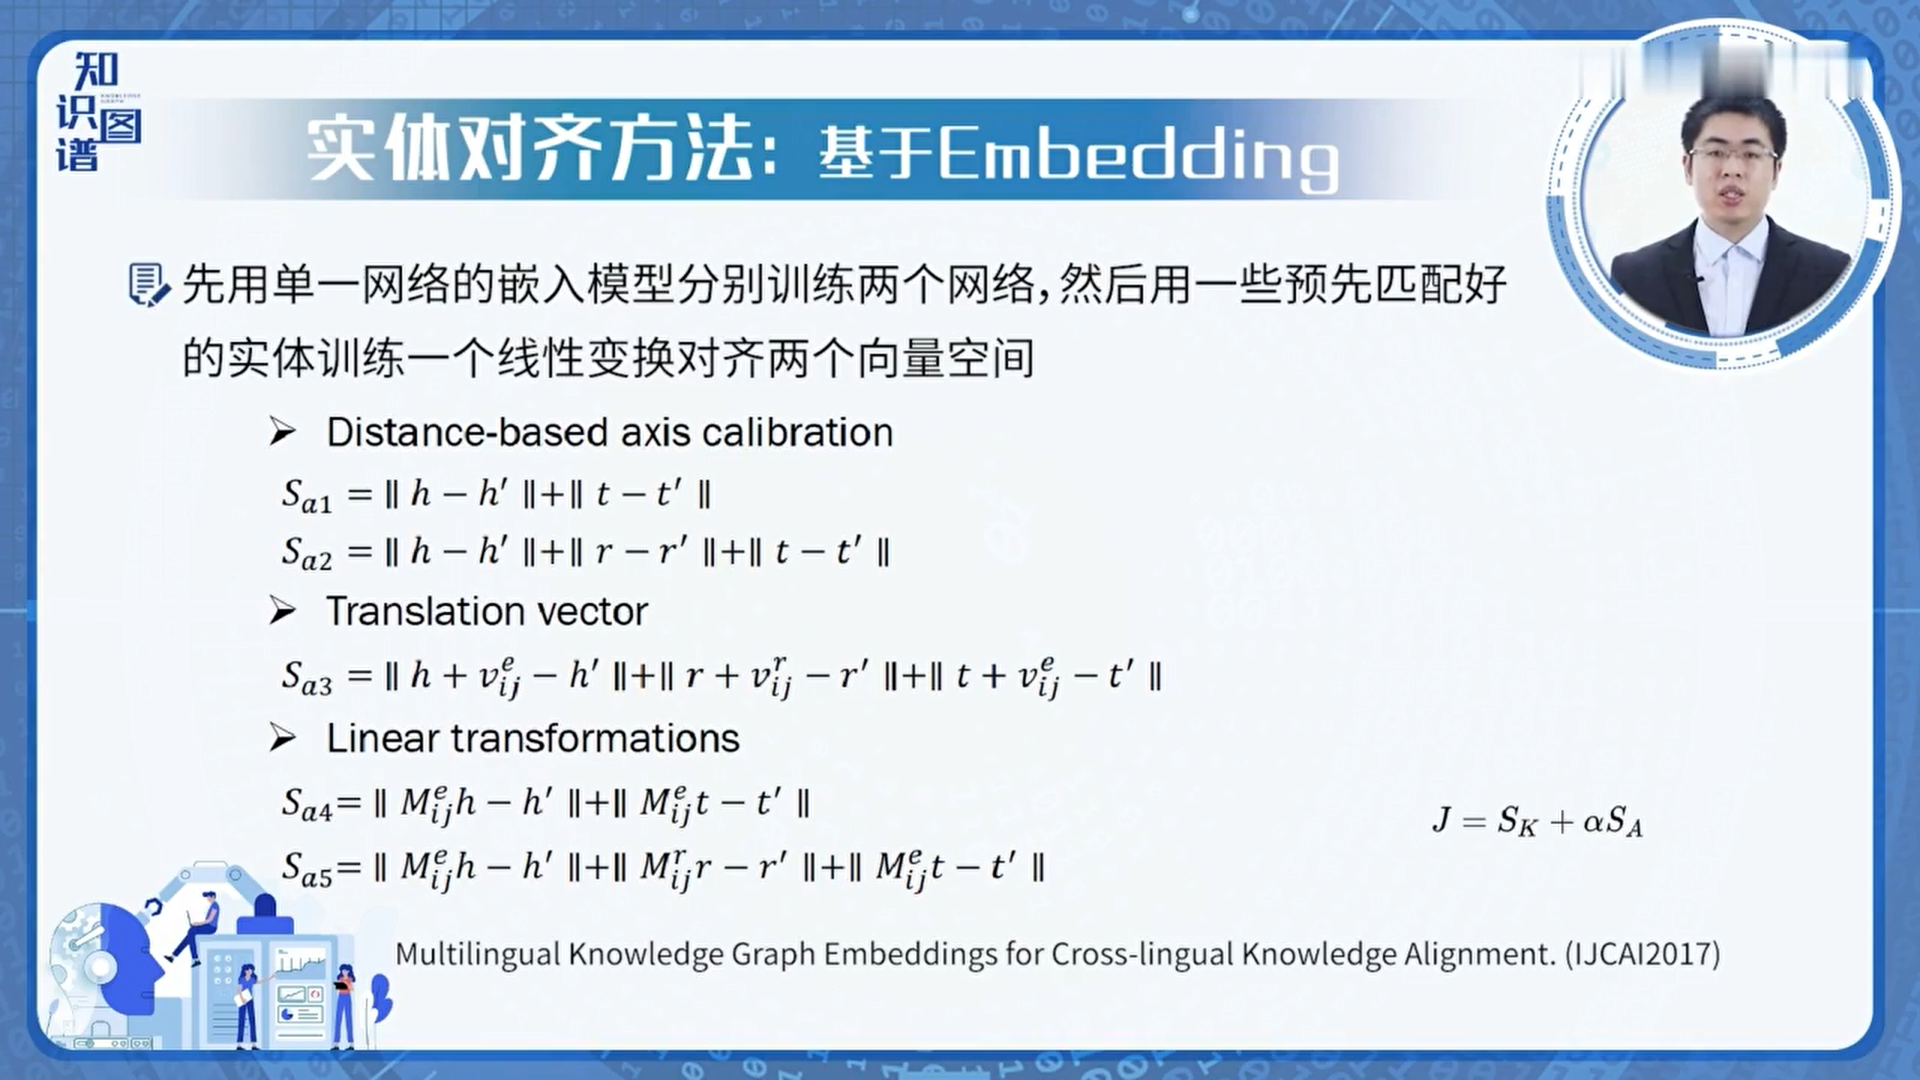 知识图谱
KNOWLEDGE GRAPH
实体对齐方法：基于Embedding
先用单一网络的嵌入模型分别训练两个网络，然后用一些预先匹配好
的实体训练一个线性变换对齐两个向量空间
➢ Distance-based axis calibration
S_{a1} = ‖ h − h′ ‖+‖ t − t′ ‖
S_{a2} = ‖ h − h′ ‖+‖ r − r′ ‖+‖ t − t′ ‖
➢ Translation vector
S_{a3} = ‖ h + v_{ij}^{e} − h′ ‖+‖ r + v_{ij}^{r} − r′ ‖+‖ t + v_{ij}^{e} − t′ ‖
➢ Linear transformations
S_{a4}= ‖ M_{ij}^{e}h − h′ ‖+‖ M_{ij}^{e}t − t′ ‖
J = S_{K} + αS_{A}
S_{a5}= ‖ M_{ij}^{e}h − h′ ‖+‖ M_{ij}^{r}r − r′ ‖+‖ M_{ij}^{e}t − t′ ‖
Multilingual Knowledge Graph Embeddings for Cross-lingual Knowledge Alignment. (IJCAI2017)